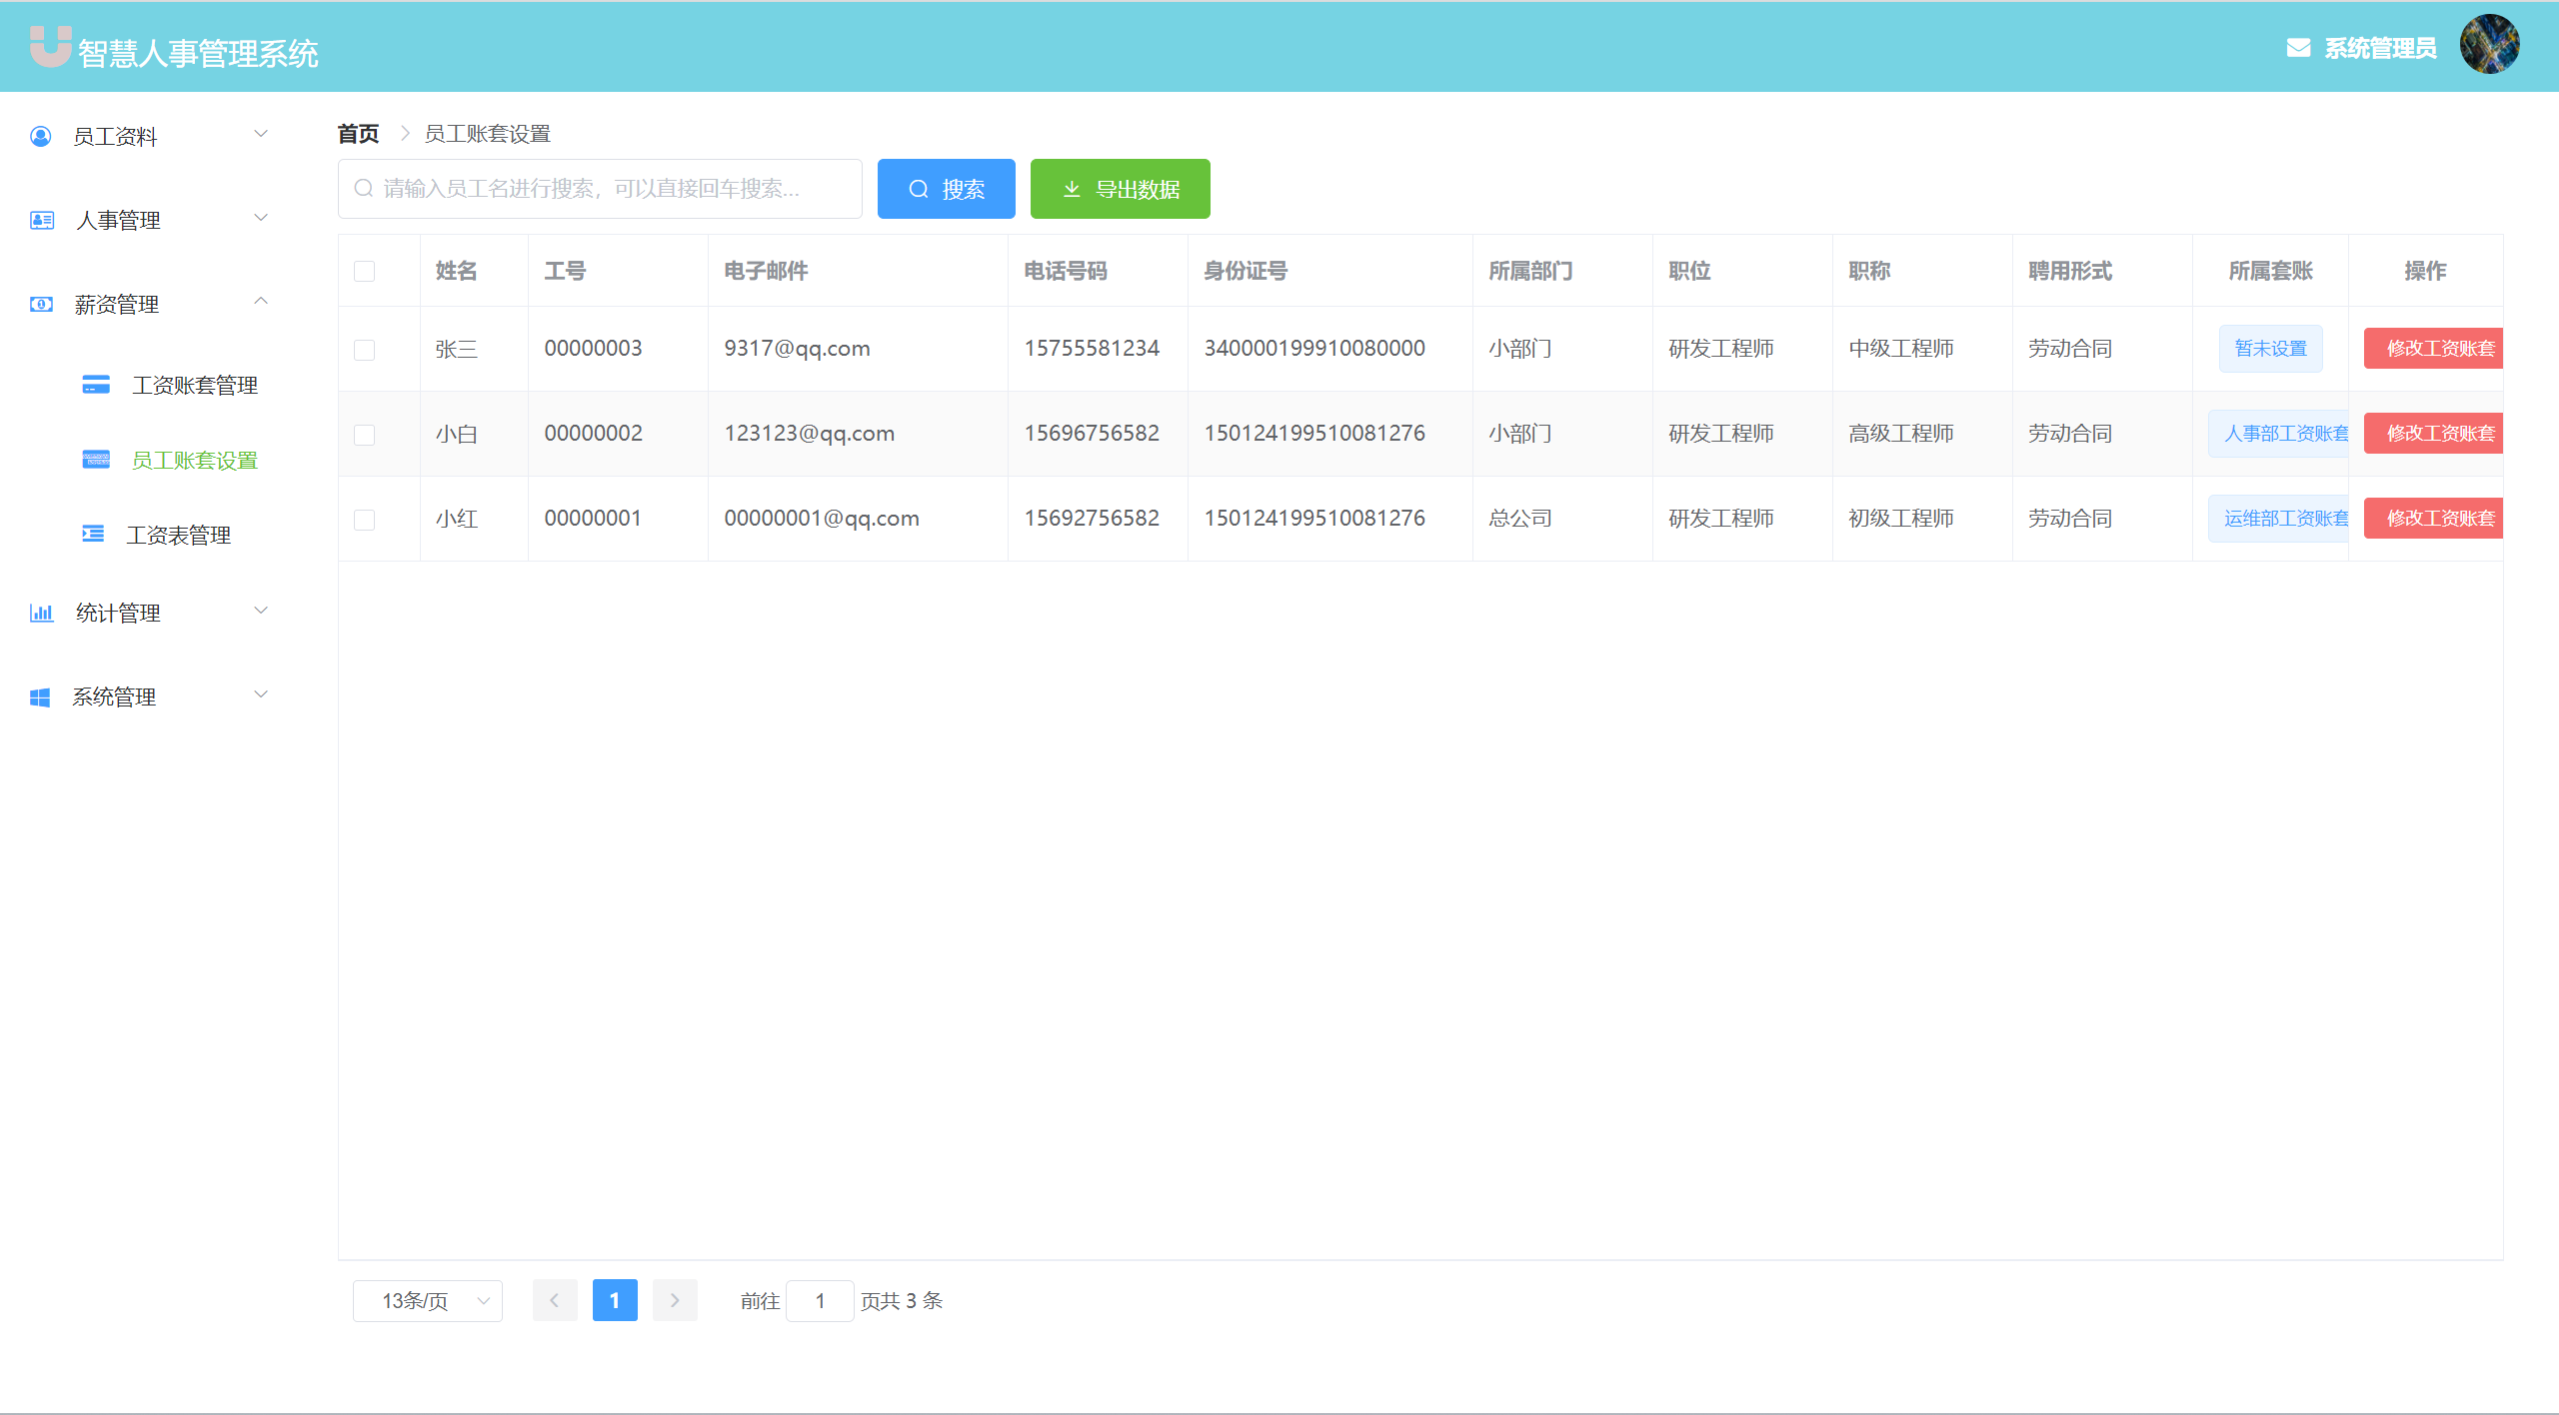 智慧人事管理系统
系统管理员
员工资料
人事管理
薪资管理
工资账套管理
员工账套设置
工资表管理
统计管理
系统管理
首页 员工账套设置
请输入员工名进行搜索，可以直接回车搜索... 搜索 导出数据
姓名 工号 电子邮件 电话号码 身份证号 所属部门 职位 职称 聘用形式 所属套账 操作
张三 00000003 9317@qq.com 15755581234 340000199910080000 小部门 研发工程师 中级工程师 劳动合同 暂未设置 修改工资账套
小白 00000002 123123@qq.com 15696756582 150124199510081276 小部门 研发工程师 高级工程师 劳动合同 人事部工资账套 修改工资账套
小红 00000001 00000001@qq.com 15692756582 150124199510081276 总公司 研发工程师 初级工程师 劳动合同 运维部工资账套 修改工资账套
13条/页 1 前往 1 页共 3 条